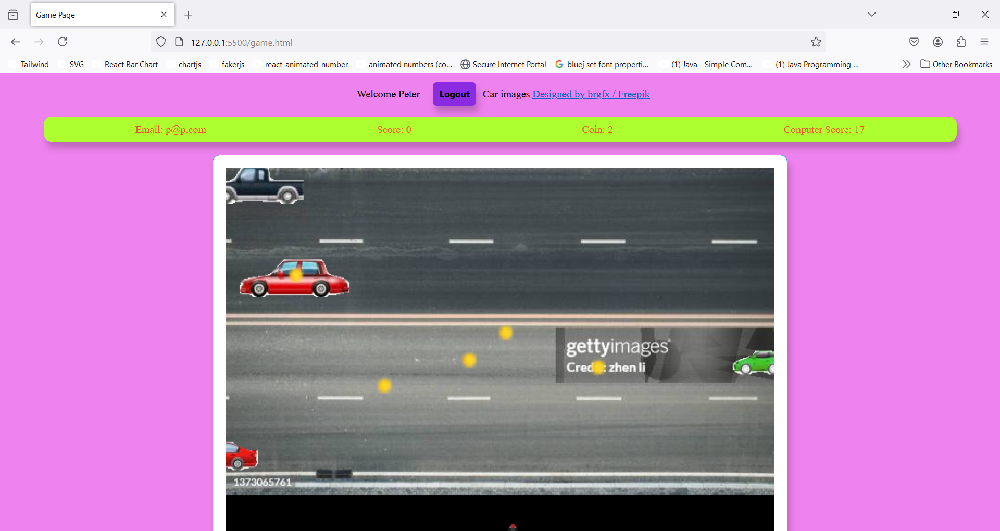 Game Page
127.0.0.1:5500/game.html
Tailwind SVG React Bar Chart chartjs fakerjs react-animated-number animated numbers (co... Secure Internet Portal bluej set font properti... (1) Java - Simple Com... (1) Java Programming ... Other Bookmarks
Welcome Peter Logout Car images Designed by brgfx / Freepik
Email: p@p.com Score: 0 Coin: 2 Conputer Score: 17
gettyimages
zhen li
1373065761